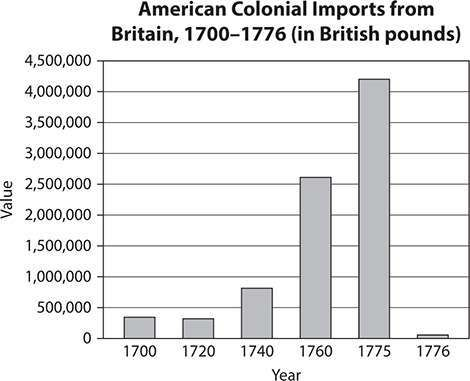 American Colonial Imports from
Britain, 1700–1776 (in British pounds)
4,500,000
4,000,000
3,500,000
3,000,000
2,500,000
2,000,000
1,500,000
1,000,000
500,000
0
Value
1700 1720 1740 1760 1775 1776
Year